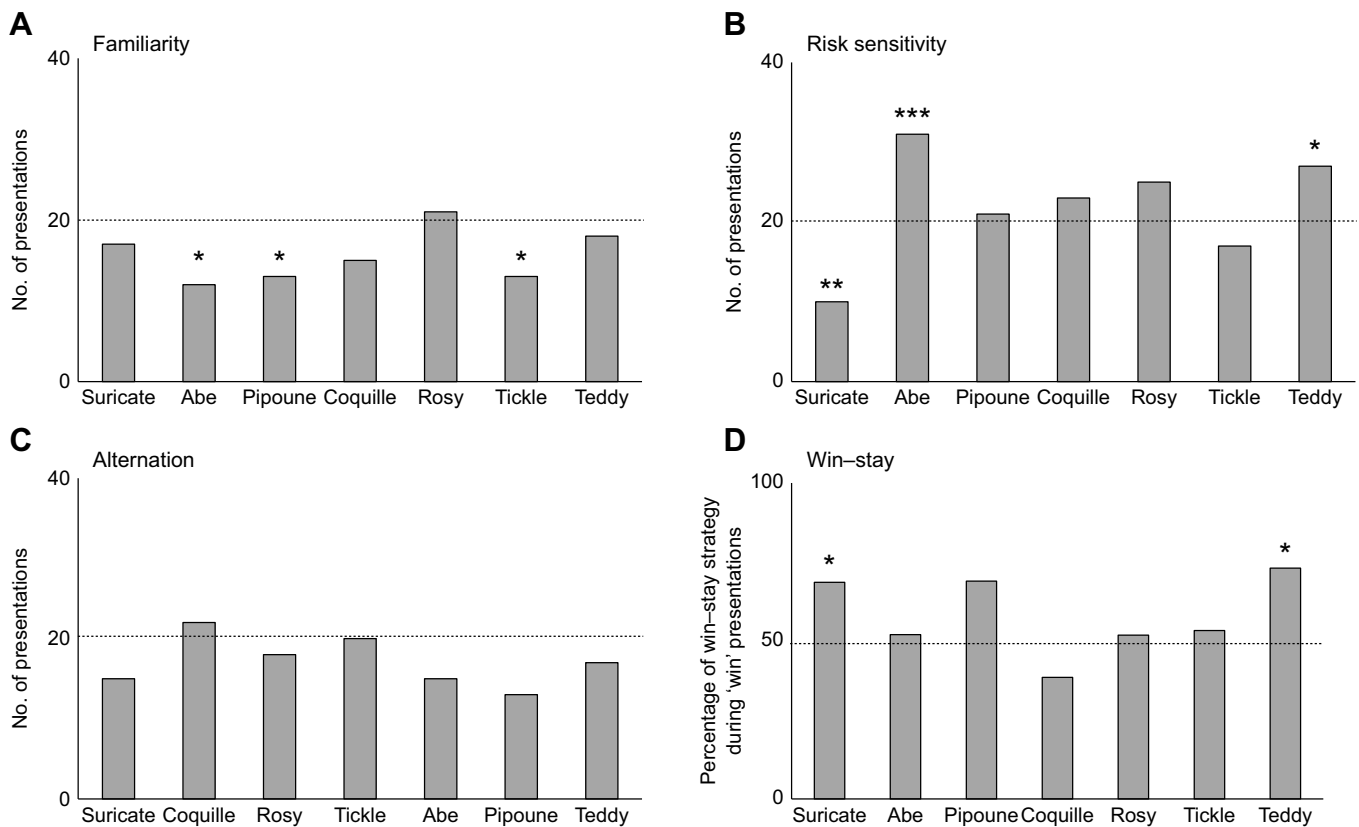 A
Familiarity
40
20
0
No. of presentations
*
*
*
Suricate Abe Pipoune Coquille Rosy Tickle Teddy
B
Risk sensitivity
40
20
0
No. of presentations
**
***
*
Suricate Abe Pipoune Coquille Rosy Tickle Teddy
C
Alternation
40
20
0
No. of presentations
Suricate Coquille Rosy Tickle Abe Pipoune Teddy
D
Win–stay
100
50
0
Percentage of win–stay strategy
during ‘win’ presentations
*
*
Suricate Abe Pipoune Coquille Rosy Tickle Teddy